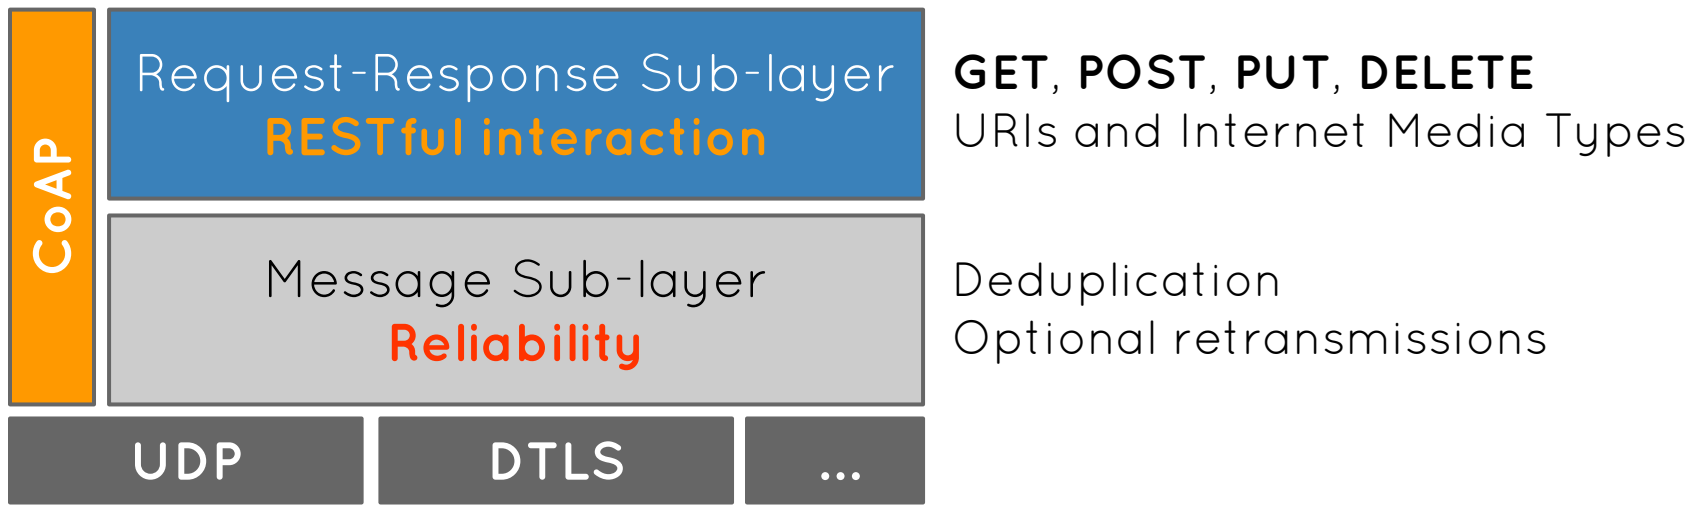 CoAP
Request-Response Sub-layer
RESTful interaction
GET, POST, PUT, DELETE
URIs and Internet Media Types
Message Sub-layer
Reliability
Deduplication
Optional retransmissions
UDP
DTLS
...